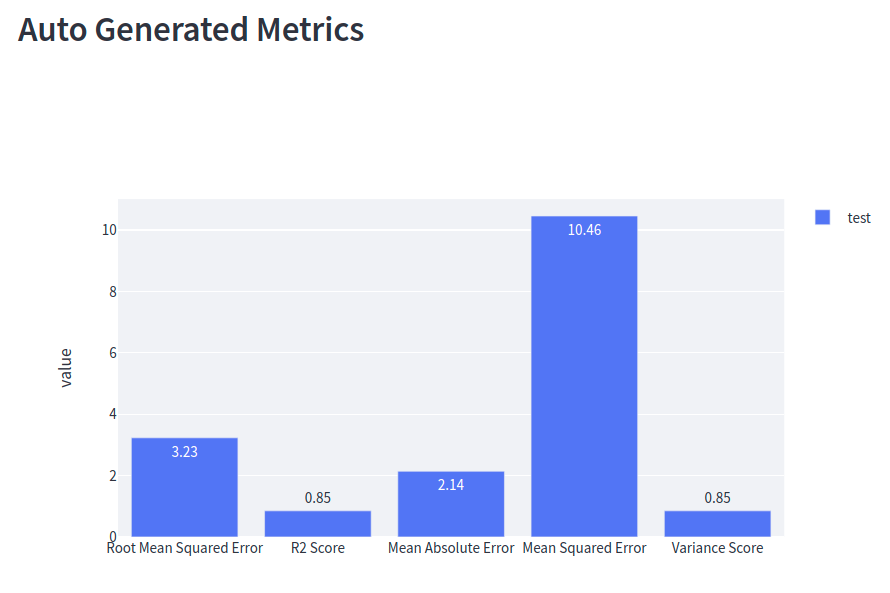 Auto Generated Metrics
test
value
10
8
6
4
2
0
3.23
0.85
2.14
10.46
0.85
Root Mean Squared Error
R2 Score
Mean Absolute Error
Mean Squared Error
Variance Score